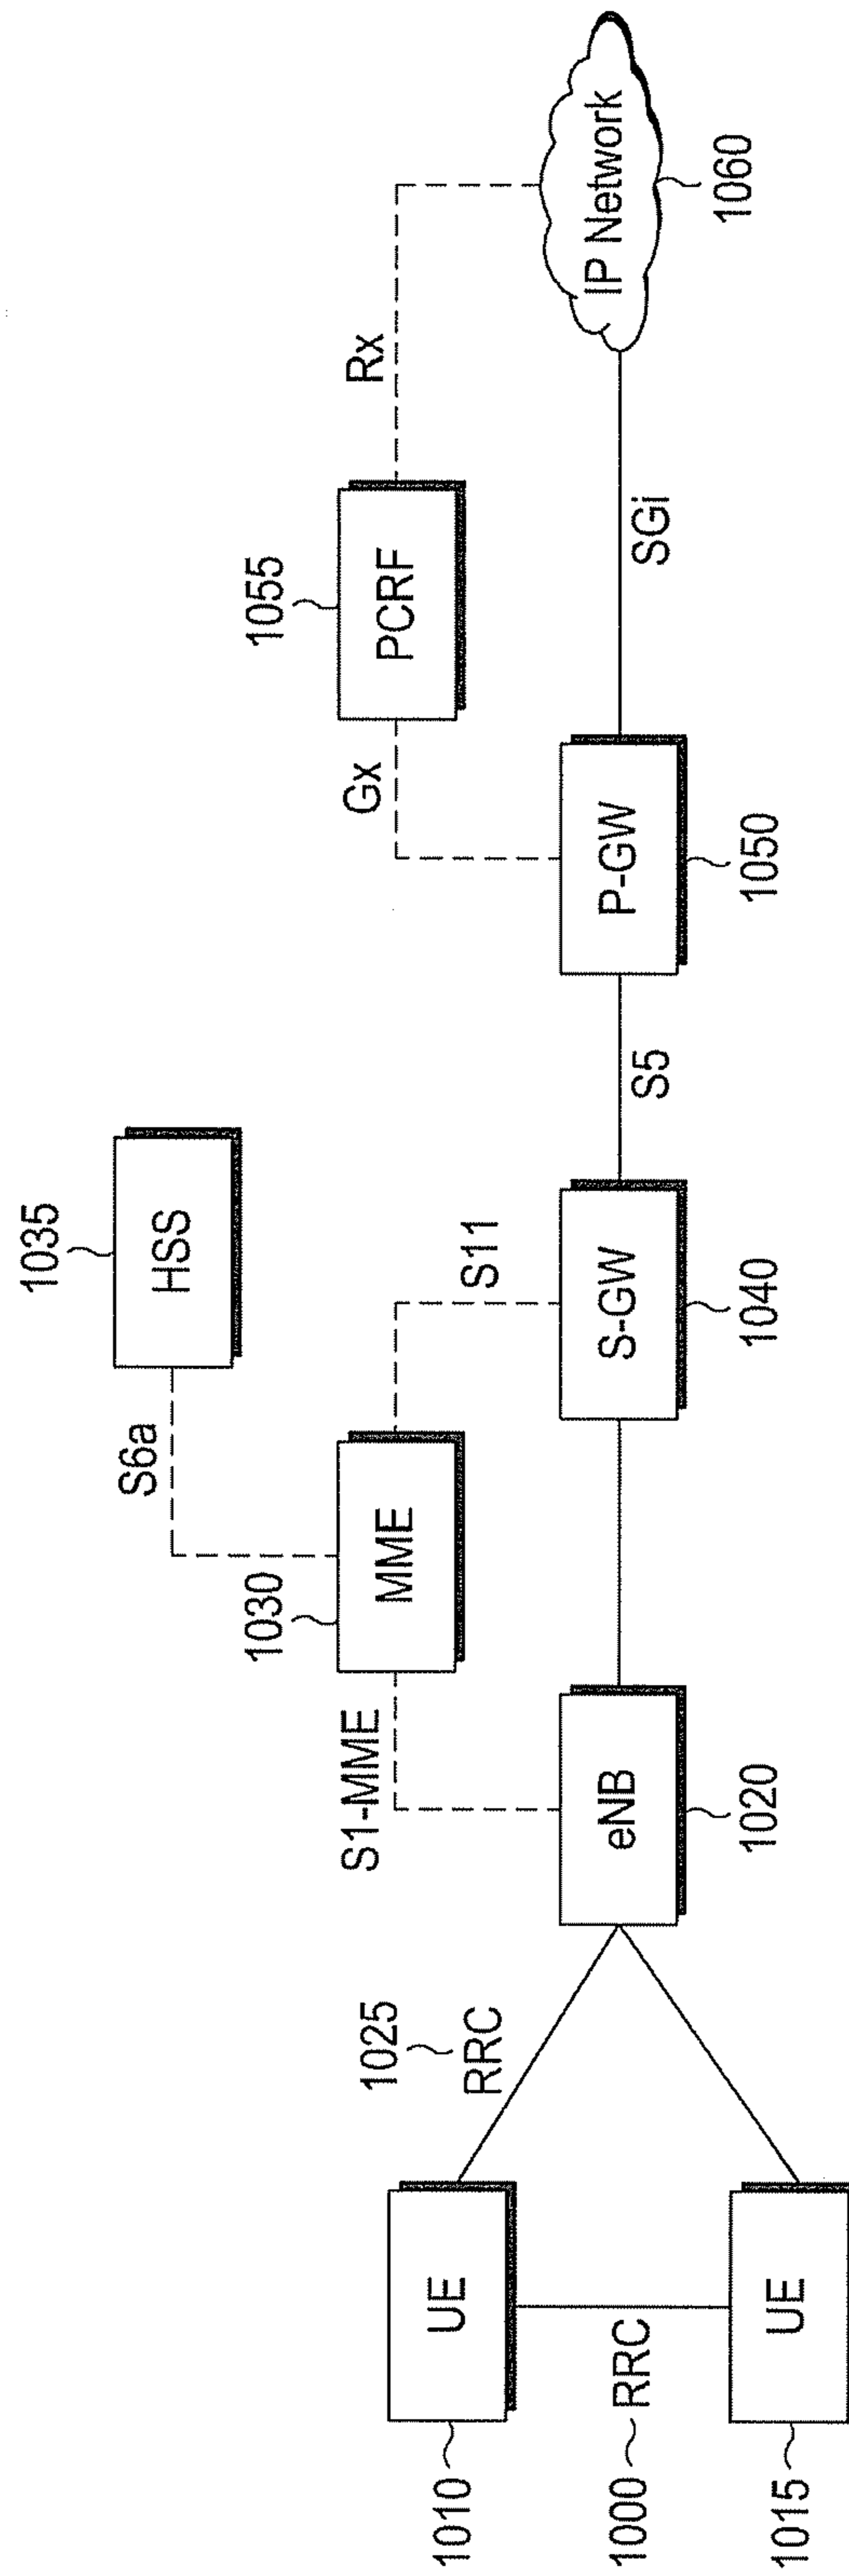 1035
HSS
S6a
1030
MME
S1-MME
S11
1055
PCRF
Gx
Rx
1025
RRC
1010
UE
1000
RRC
1015
UE
eNB
1020
S-GW
1040
S5
P-GW
1050
SGi
IP Network
1060